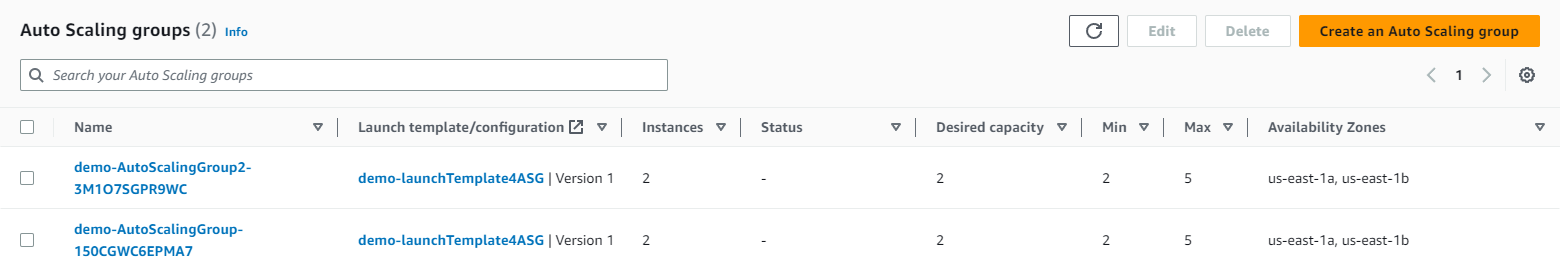 Auto Scaling groups (2) Info
Edit
Delete
Create an Auto Scaling group
Search your Auto Scaling groups
1
Name Launch template/configuration Instances Status Desired capacity Min Max Availability Zones
demo-AutoScalingGroup2-
3M1O7SGPR9WC
demo-launchTemplate4ASG | Version 1 2 - 2 2 5 us-east-1a, us-east-1b
demo-AutoScalingGroup-
150CGWC6EPMA7
demo-launchTemplate4ASG | Version 1 2 - 2 2 5 us-east-1a, us-east-1b